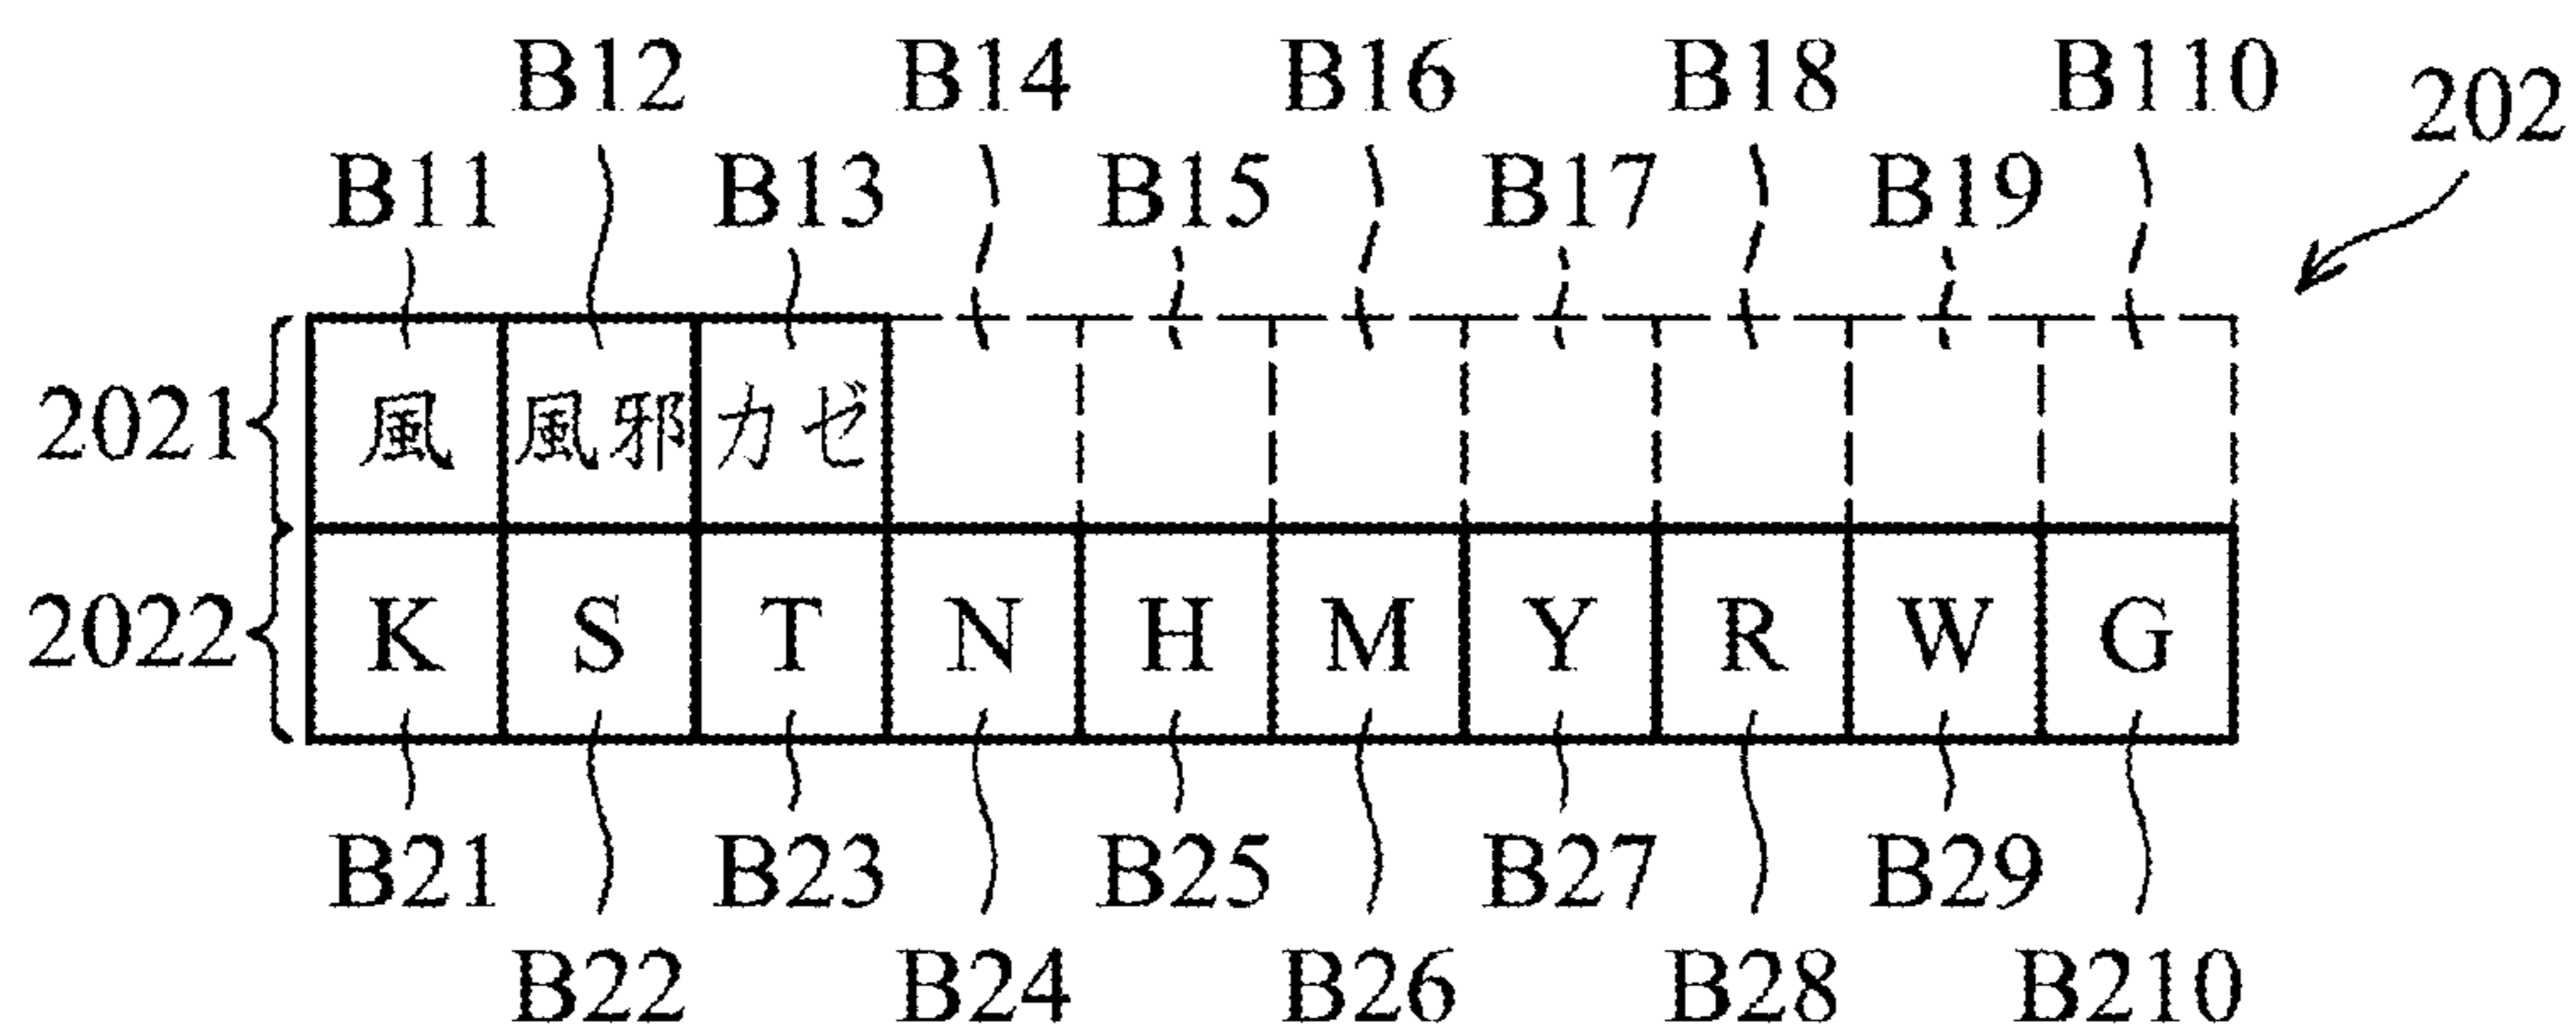 B12 B14 B16 B18 B110 202
B11 B13 B15 B17 B19
2021 風 風邪 カゼ
2022 K S T N H M Y R W G
B21 B23 B25 B27 B29
B22 B24 B26 B28 B210